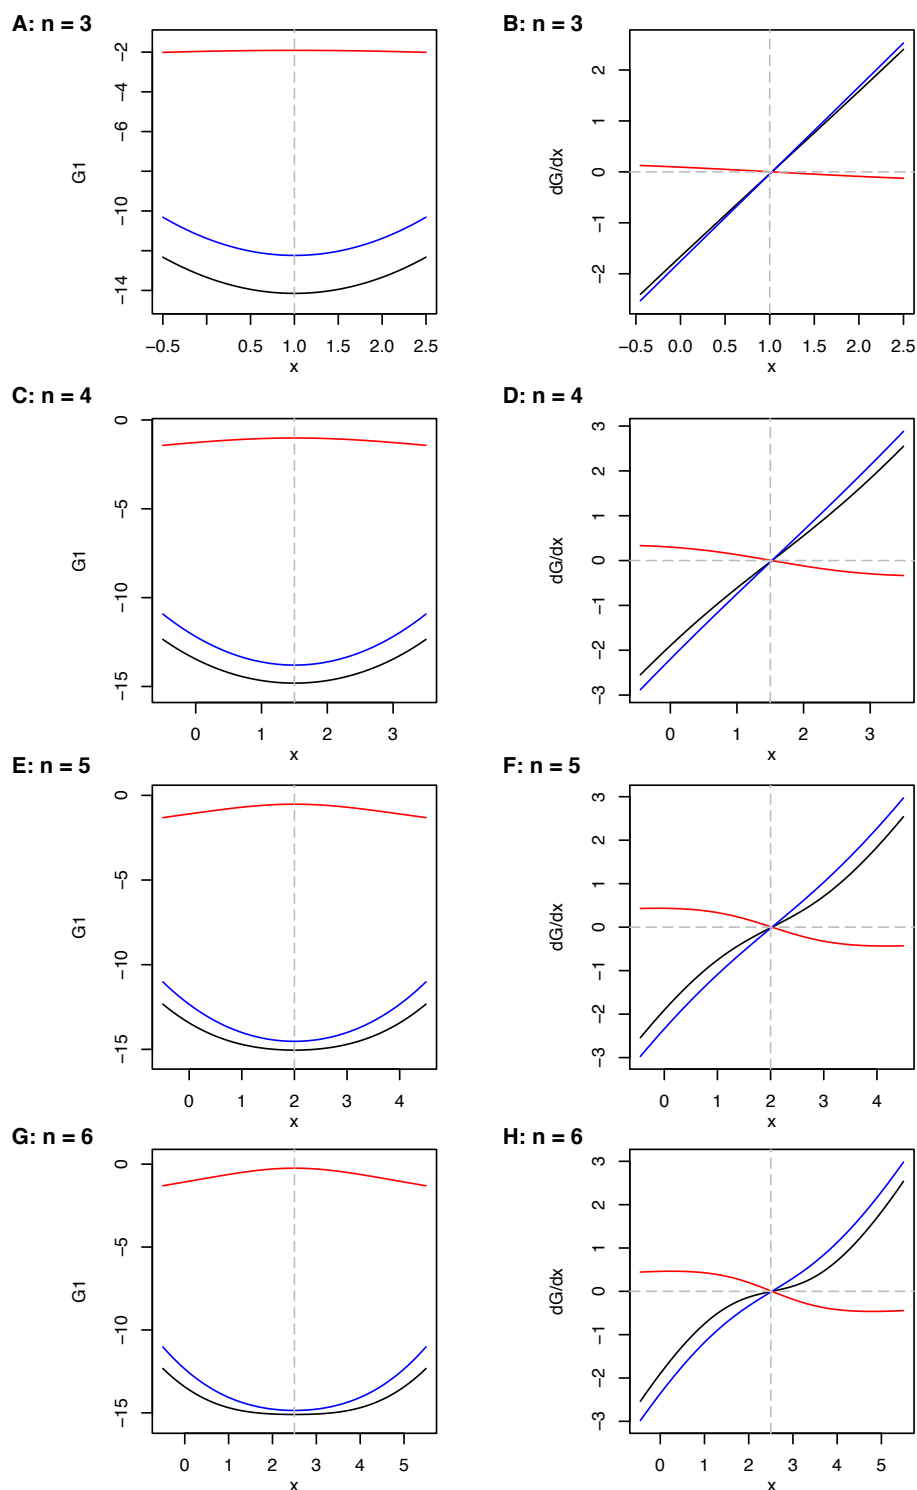 A: n = 3
G1
−2
−4
−6
−10
−14
−0.5 0.5 1.0 1.5 2.0 2.5
x
B: n = 3
dG/dx
2
1
0
−1
−2
−0.5 0.0 0.5 1.0 1.5 2.0 2.5
x
C: n = 4
G1
0
−5
−10
−15
0 1 2 3
x
D: n = 4
dG/dx
3
2
1
0
−1
−2
−3
0 1 2 3
x
E: n = 5
G1
0
−5
−10
−15
0 1 2 3 4
x
F: n = 5
dG/dx
3
2
1
0
−1
−2
−3
0 1 2 3 4
x
G: n = 6
G1
0
−5
−10
−15
0 1 2 3 4 5
x
H: n = 6
dG/dx
3
2
1
0
−1
−2
−3
0 1 2 3 4 5
x